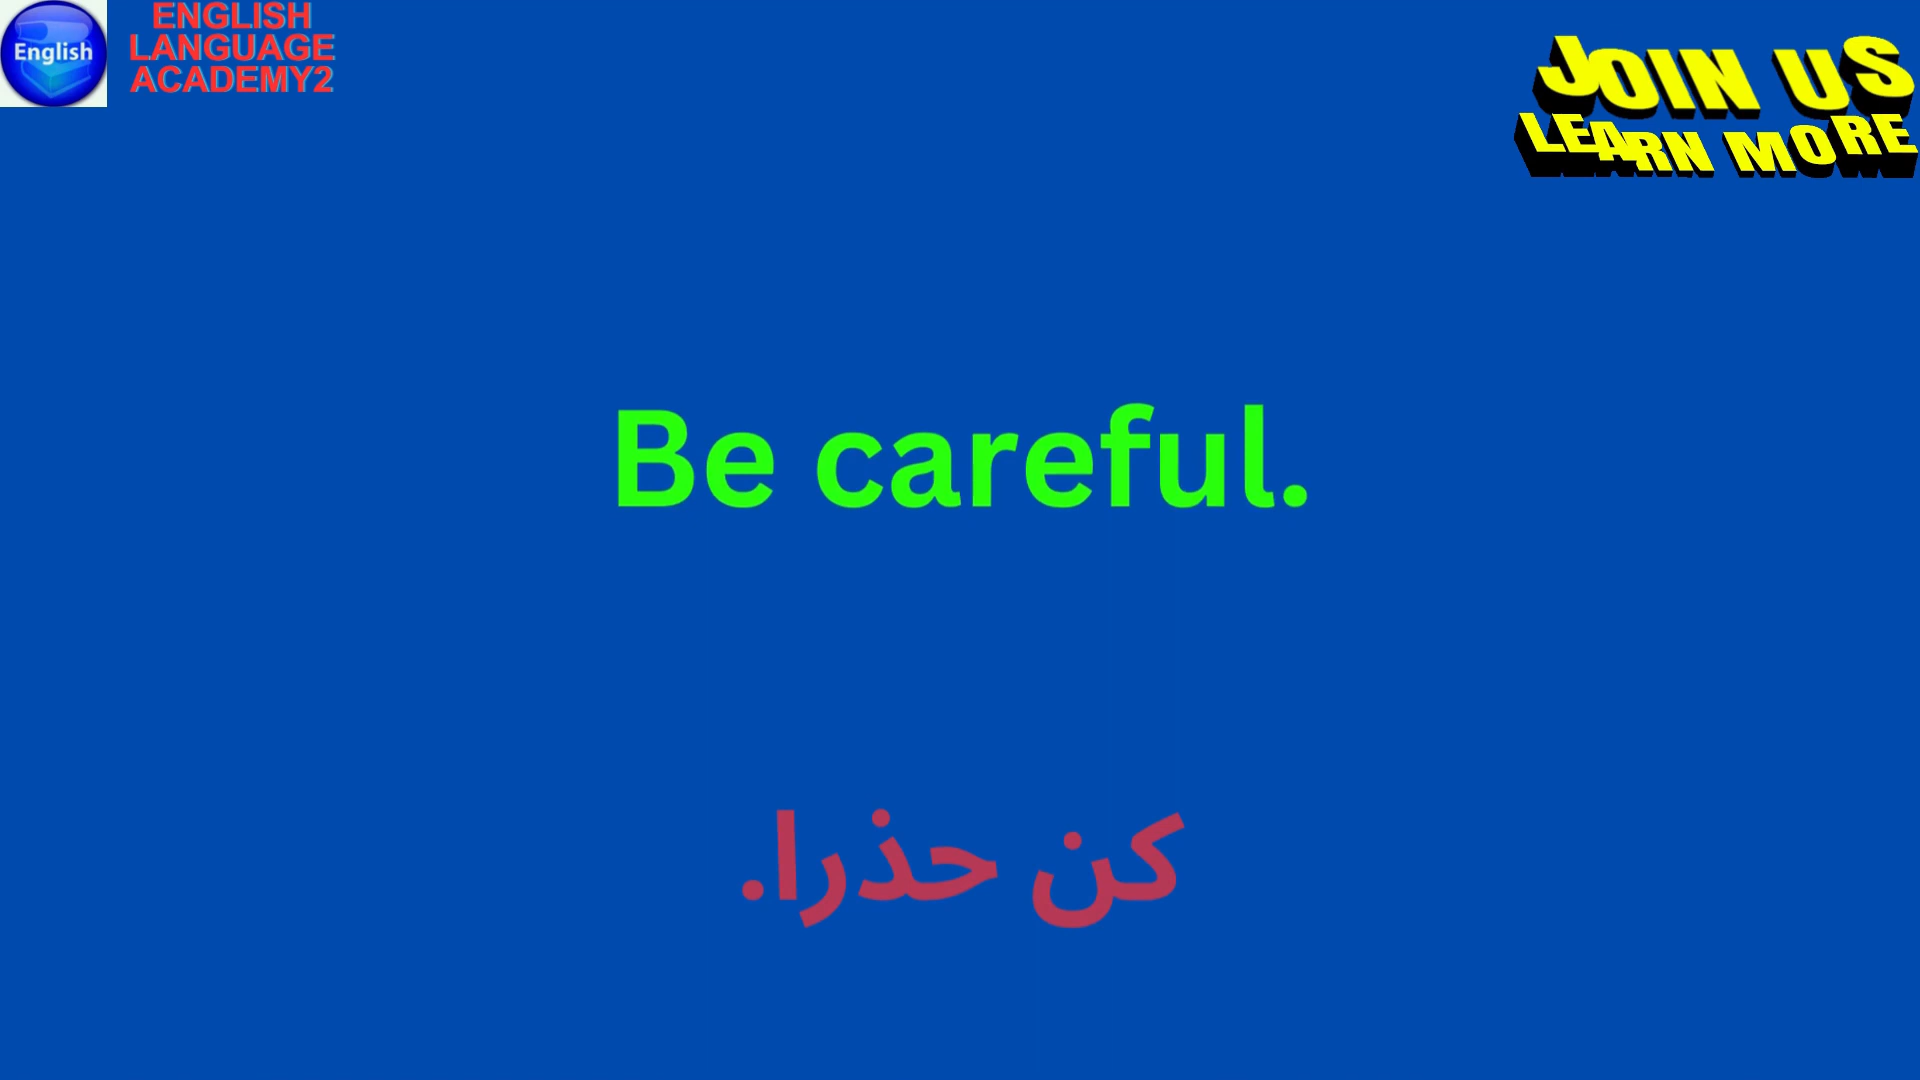 English
ENGLISH
LANGUAGE
ACADEMY2
JOIN US
LEARN MORE
Be careful.
كن حذرا.